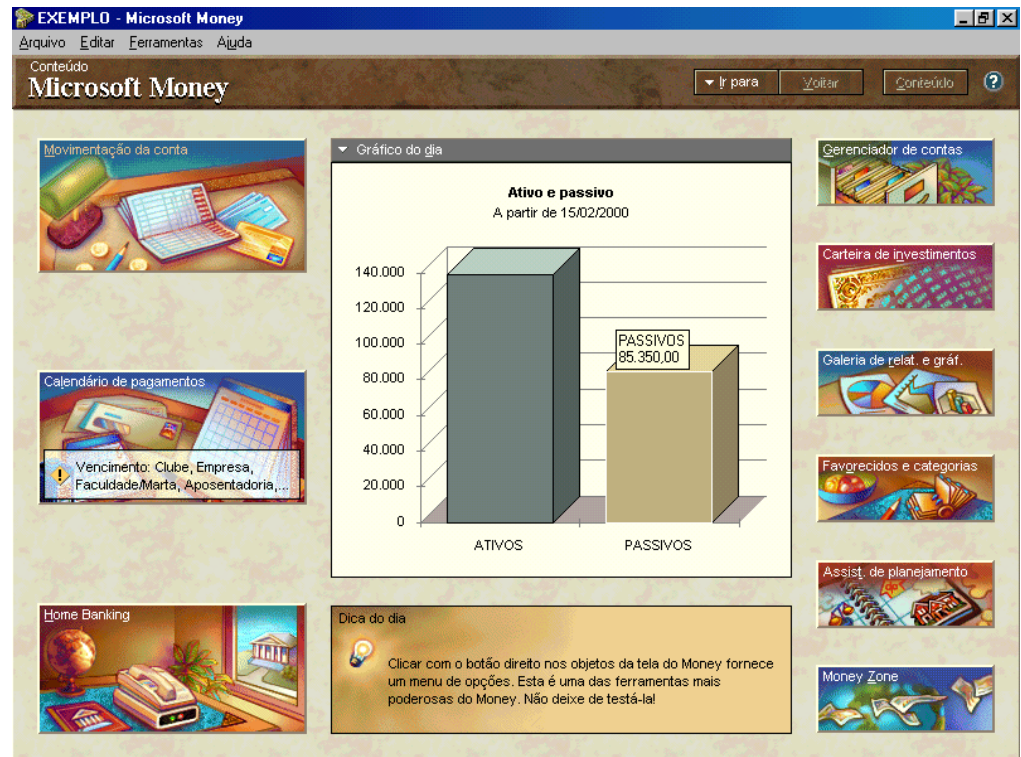 EXEMPLO - Microsoft Money
Arquivo Editar Ferramentas Ajuda
Conteúdo
Microsoft Money
Ir para
Voltar
Conteúdo
?
Movimentação da conta
Calendário de pagamentos
Vencimento: Clube, Empresa,
Faculdade/Marta, Aposentadoria,...
Home Banking
Gráfico do dia
Ativo e passivo
A partir de 15/02/2000
140.000
120.000
100.000
80.000
60.000
40.000
20.000
0
PASSIVOS
85.350,00
ATIVOS
PASSIVOS
Dica do dia
Clicar com o botão direito nos objetos da tela do Money fornece
um menu de opções. Esta é uma das ferramentas mais
poderosas do Money. Não deixe de testá-la!
Gerenciador de contas
Carteira de investimentos
Galeria de relat. e gráf.
Favorecidos e categorias
Assist. de planejamento
Money Zone